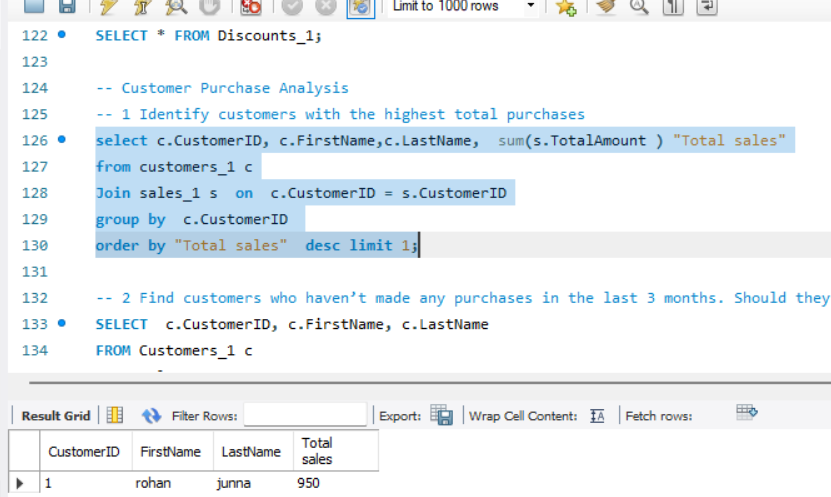 Limit to 1000 rows
122 SELECT * FROM Discounts_1;
123
124 -- Customer Purchase Analysis
125 -- 1 Identify customers with the highest total purchases
126 select c.CustomerID, c.FirstName,c.LastName,  sum(s.TotalAmount ) "Total sales"
127 from customers_1 c
128 Join sales_1 s  on  c.CustomerID = s.CustomerID
129 group by  c.CustomerID
130 order by "Total sales"  desc limit 1;
131
132 -- 2 Find customers who haven’t made any purchases in the last 3 months. Should they
133 SELECT  c.CustomerID, c.FirstName, c.LastName
134 FROM Customers_1 c
Result Grid Filter Rows: Export: Wrap Cell Content: Fetch rows:
CustomerID FirstName LastName Total sales
1 rohan junna 950